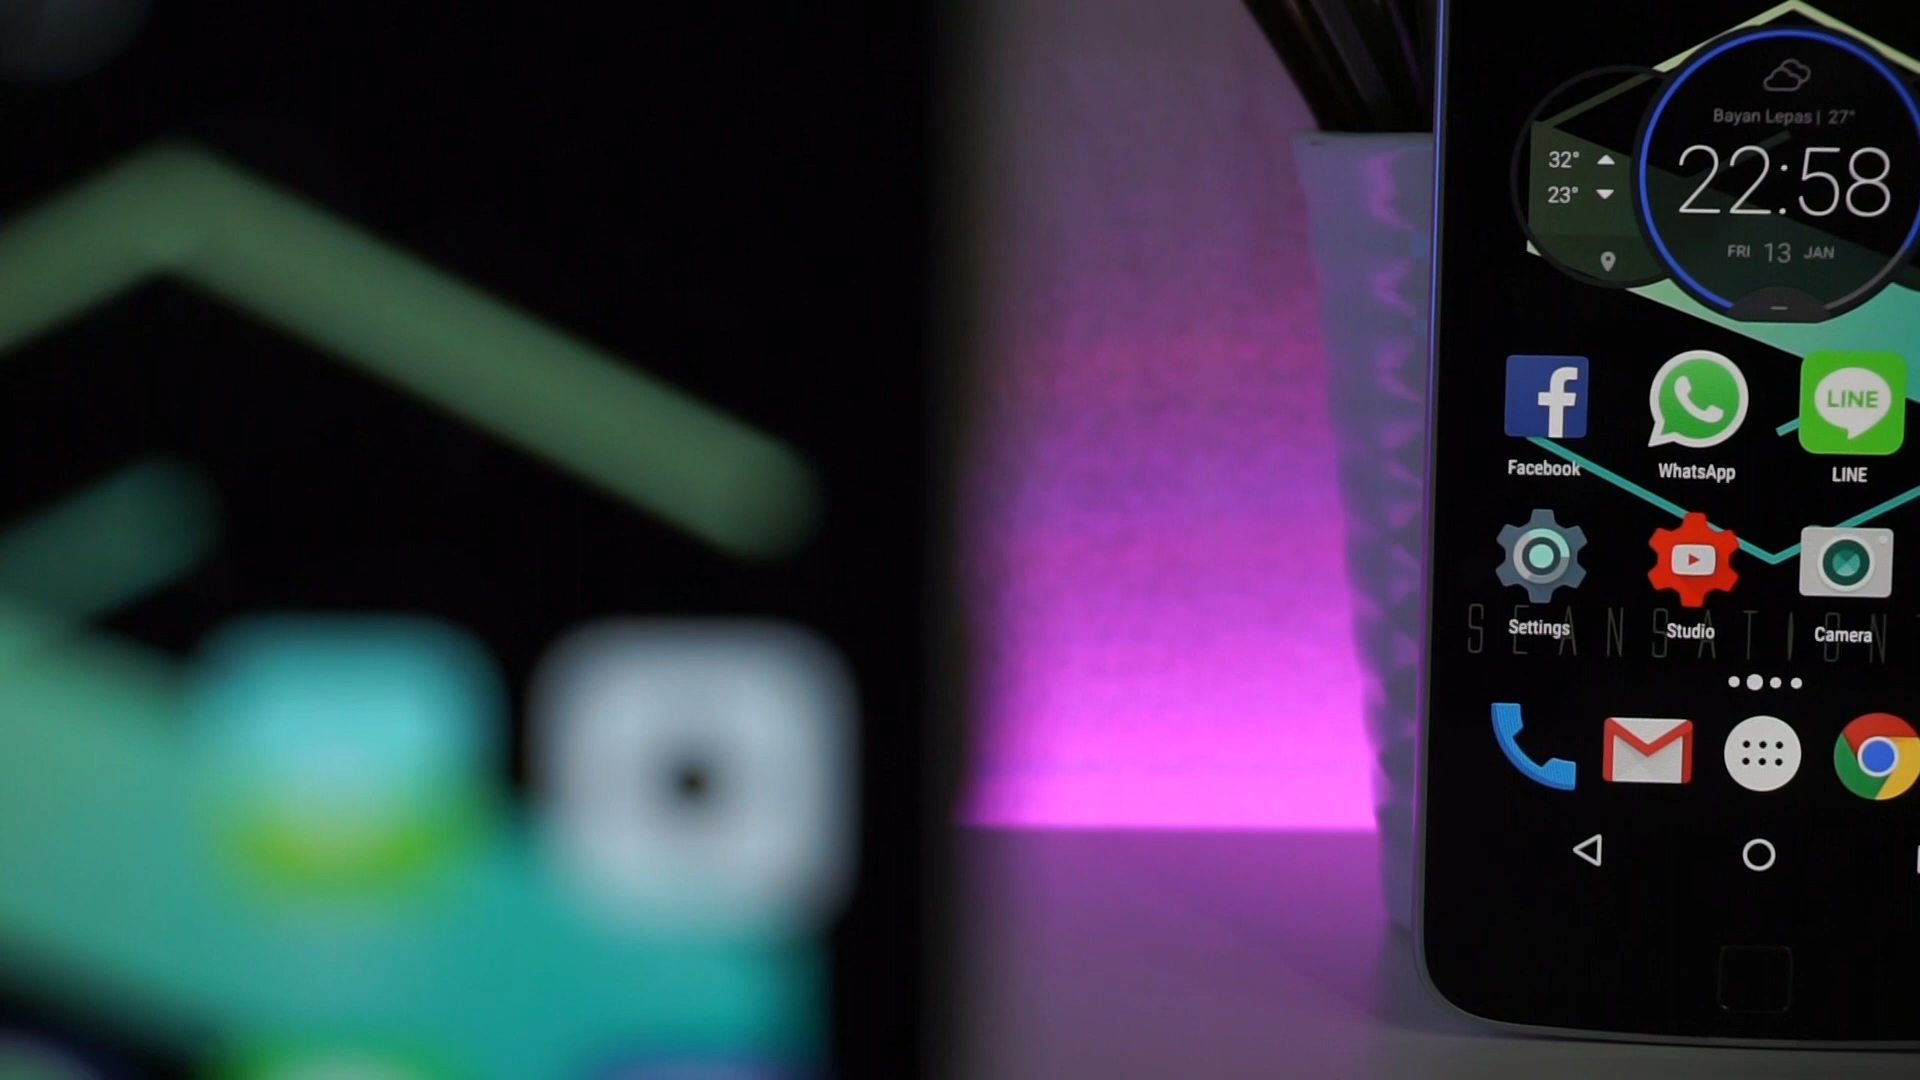 Bayan Lepas | 27°
32°
23°
22:58
FRI 13 JAN
LINE
Facebook
WhatsApp
LINE
Settings
Studio
Camera
SEANSATION